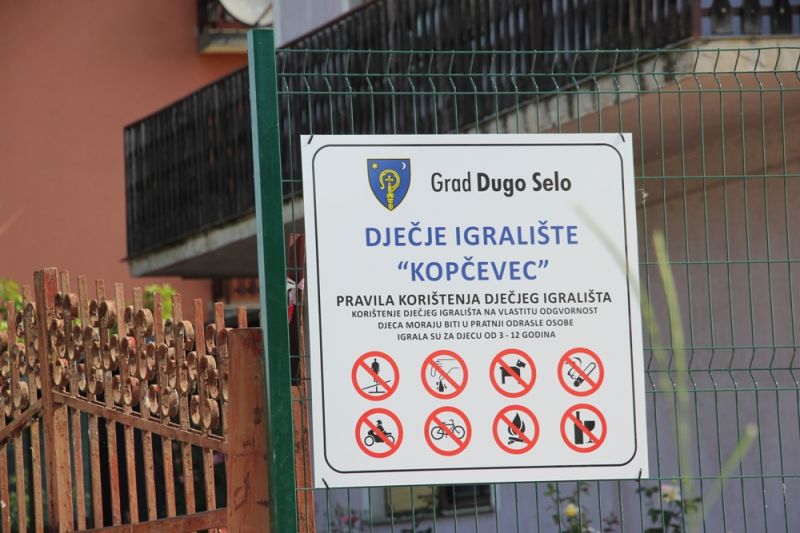 Grad Dugo Selo
DJEČJE IGRALIŠTE
“KOPČEVEC”
PRAVILA KORIŠTENJA DJEČJEG IGRALIŠTA
KORIŠTENJE DJEČJEG IGRALIŠTA NA VLASTITU ODGVORNOST
DJECA MORAJU BITI U PRATNJI ODRASLE OSOBE
IGRALA SU ZA DJECU OD 3 - 12 GODINA